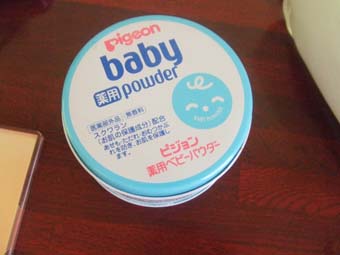 Pigeon
baby
薬用 powder
医薬部外品 無香料
スクワラン
(お肌の保護成分)配合
あせも・ただれ・おむつかぶ
れを防ぎ、お肌を保護し
ます。
ピジョン
薬用ベビーパウダー